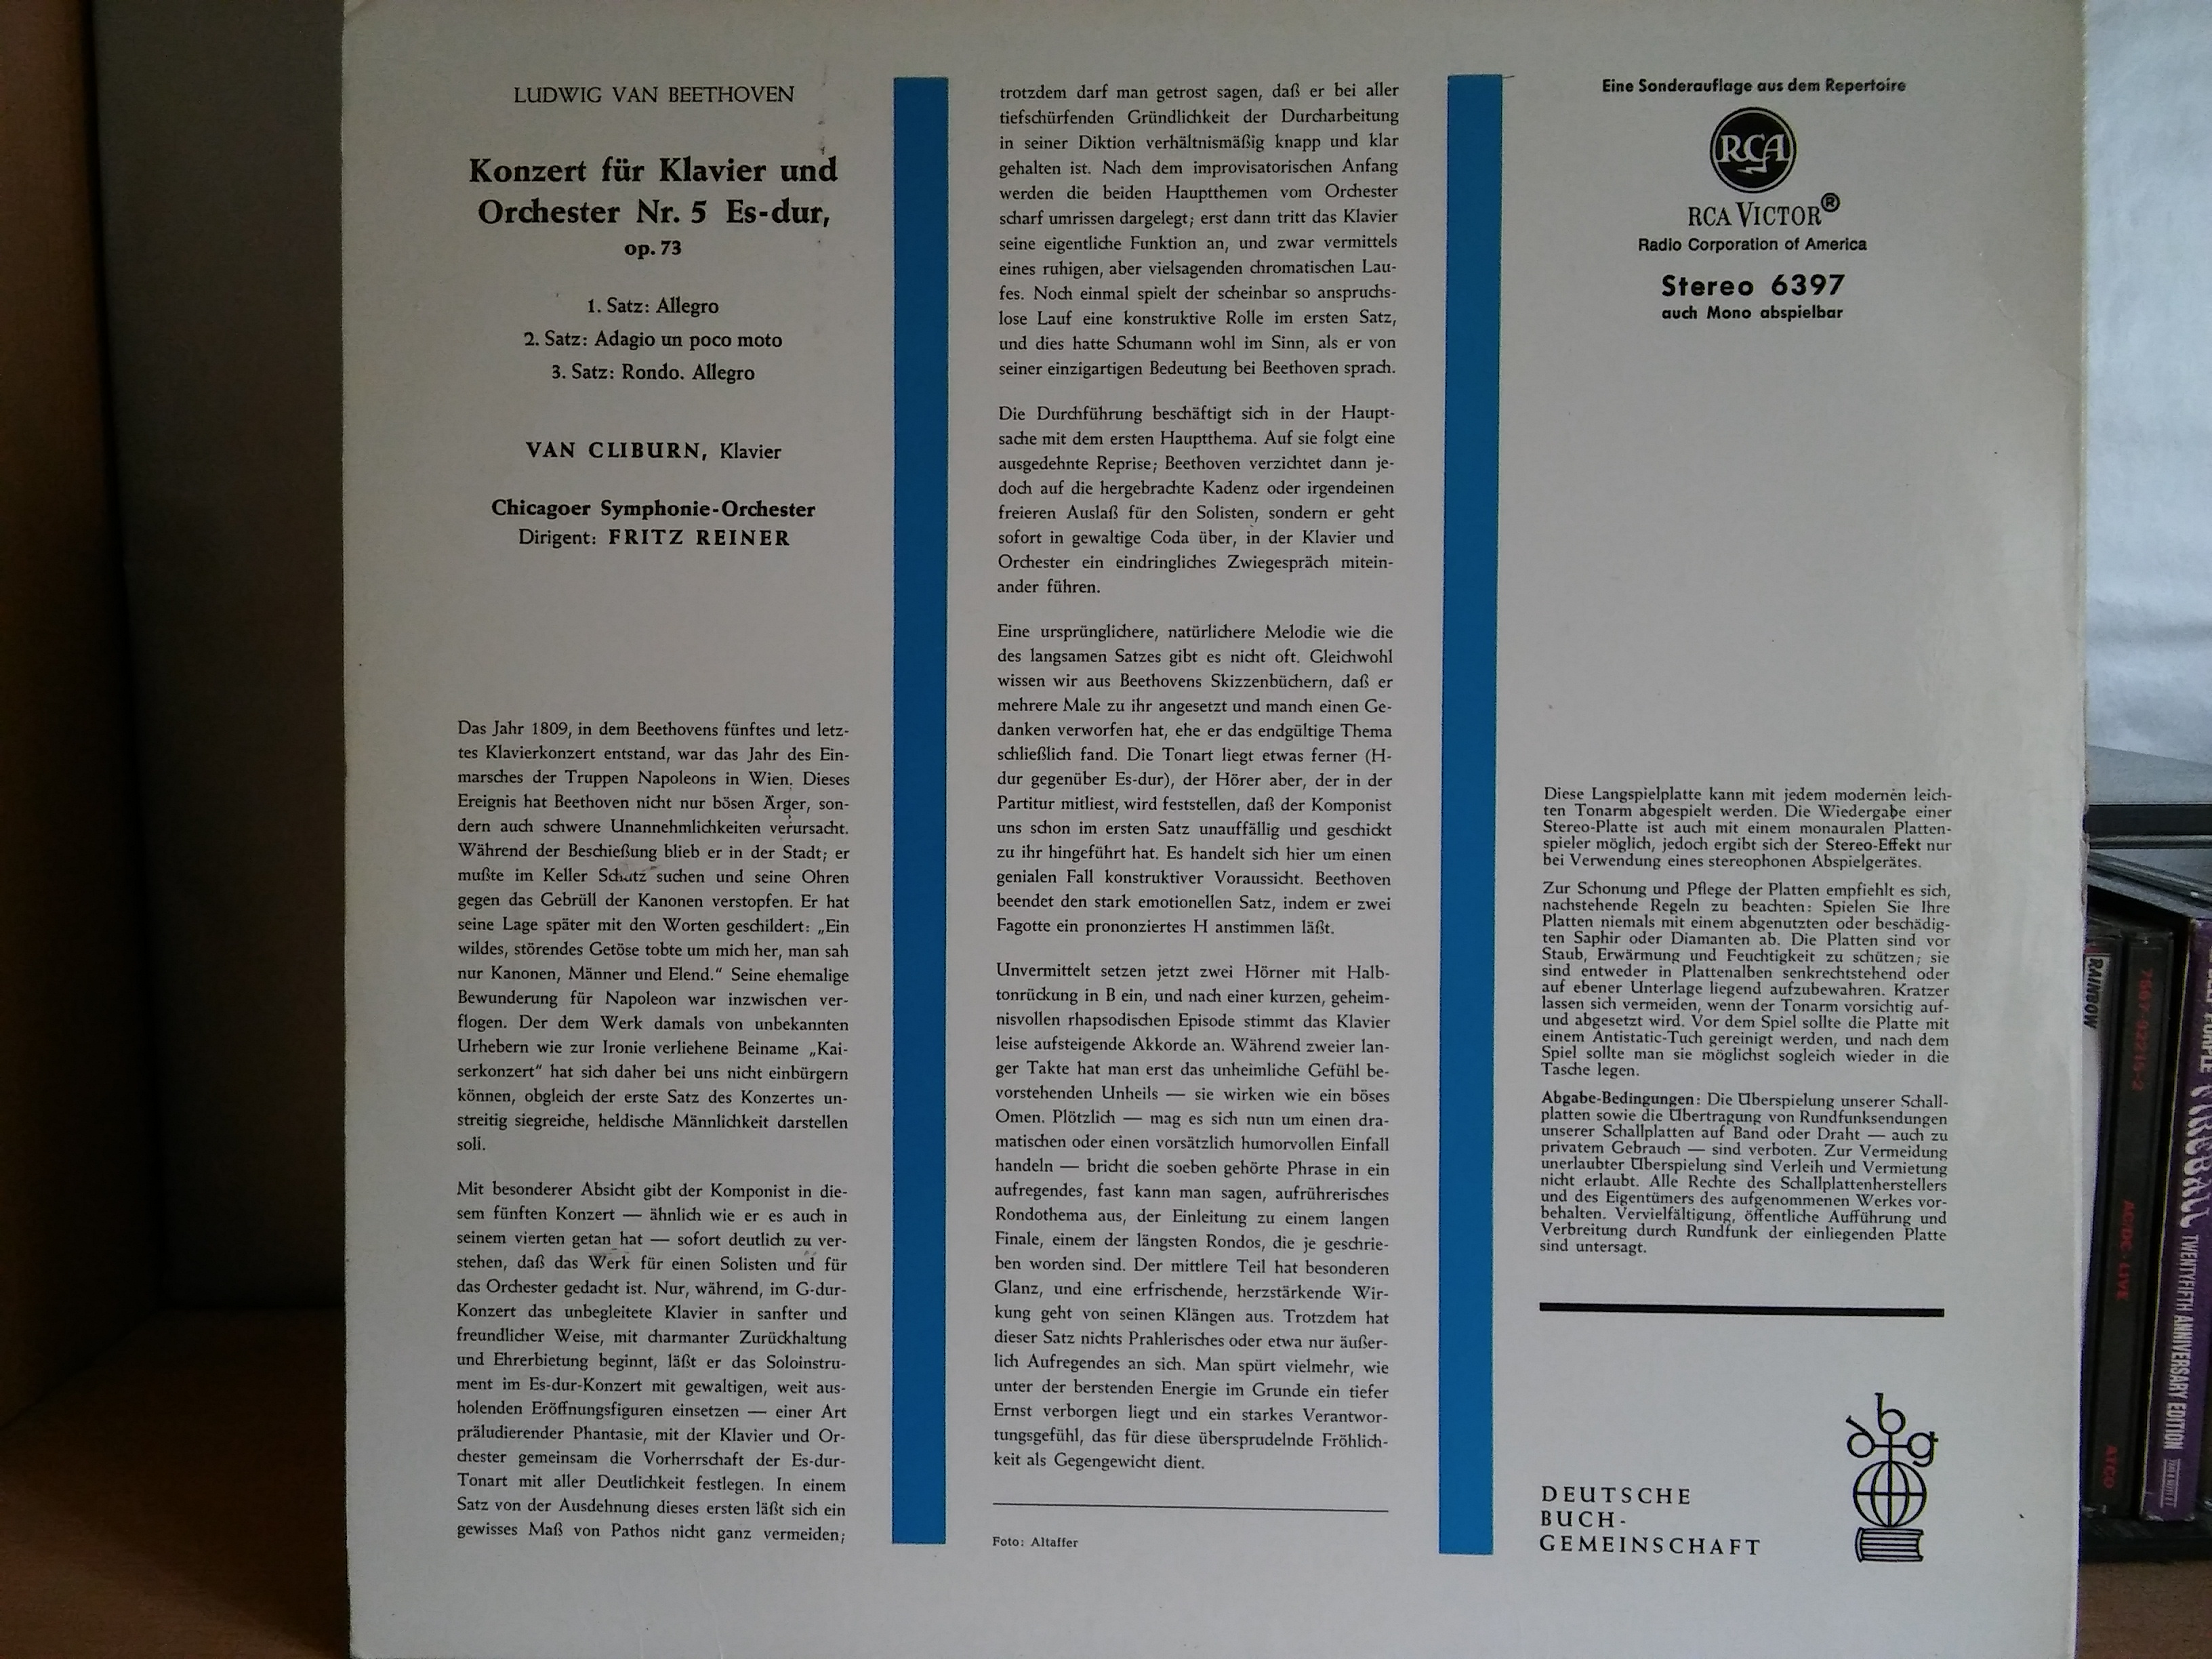 LUDWIG VAN BEETHOVEN
Konzert für Klavier und
Orchester Nr. 5 Es-dur,
op. 73
1. Satz: Allegro
2. Satz: Adagio un poco moto
3. Satz: Rondo. Allegro
VAN CLIBURN, Klavier
Chicagoer Symphonie-Orchester
Dirigent: FRITZ REINER
Das Jahr 1809, in dem Beethovens fünftes und letz-
tes Klavierkonzert entstand, war das Jahr des Ein-
marsches der Truppen Napoleons in Wien. Dieses
Ereignis hat Beethoven nicht nur bösen Ärger, son-
dern auch schwere Unannehmlichkeiten verursacht.
Während der Beschießung blieb er in der Stadt; er
mußte im Keller Schutz suchen und seine Ohren
gegen das Gebrüll der Kanonen verstopfen. Er hat
seine Lage später mit den Worten geschildert: „Ein
wildes, störendes Getöse tobte um mich her, man sah
nur Kanonen, Männer und Elend.“ Seine ehemalige
Bewunderung für Napoleon war inzwischen ver-
flogen. Der dem Werk damals von unbekannten
Urhebern wie zur Ironie verliehene Beiname „Kai-
serkonzert“ hat sich daher bei uns nicht einbürgern
können, obgleich der erste Satz des Konzertes un-
streitig siegreiche, heldische Männlichkeit darstellen
soll.
Mit besonderer Absicht gibt der Komponist in die-
sem fünften Konzert — ähnlich wie er es auch in
seinem vierten getan hat — sofort deutlich zu ver-
stehen, daß das Werk für einen Solisten und für
das Orchester gedacht ist. Nur, während, im G-dur-
Konzert das unbegleitete Klavier in sanfter und
freundlicher Weise, mit charmanter Zurückhaltung
und Ehrerbietung beginnt, läßt er das Soloinstru-
ment im Es-dur-Konzert mit gewaltigen, weit aus-
holenden Eröffnungsfiguren einsetzen — einer Art
präludierender Phantasie, mit der Klavier und Or-
chester gemeinsam die Vorherrschaft der Es-dur-
Tonart mit aller Deutlichkeit festlegen. In einem
Satz von der Ausdehnung dieses ersten läßt sich ein
gewisses Maß von Pathos nicht ganz vermeiden;
trotzdem darf man getrost sagen, daß er bei aller
tiefschürfenden Gründlichkeit der Durcharbeitung
in seiner Diktion verhältnismäßig knapp und klar
gehalten ist. Nach dem improvisatorischen Anfang
werden die beiden Hauptthemen vom Orchester
scharf umrissen dargelegt; erst dann tritt das Klavier
seine eigentliche Funktion an, und zwar vermittels
eines ruhigen, aber vielsagenden chromatischen Lau-
fes. Noch einmal spielt der scheinbar so anspruchs-
lose Lauf eine konstruktive Rolle im ersten Satz,
und dies hatte Schumann wohl im Sinn, als er von
seiner einzigartigen Bedeutung bei Beethoven sprach.
Die Durchführung beschäftigt sich in der Haupt-
sache mit dem ersten Hauptthema. Auf sie folgt eine
ausgedehnte Reprise; Beethoven verzichtet dann je-
doch auf die hergebrachte Kadenz oder irgendeinen
freieren Auslaß für den Solisten, sondern er geht
sofort in gewaltige Coda über, in der Klavier und
Orchester ein eindringliches Zwiegespräch mitein-
ander führen.
Eine ursprünglichere, natürlichere Melodie wie die
des langsamen Satzes gibt es nicht oft. Gleichwohl
wissen wir aus Beethovens Skizzenbüchern, daß er
mehrere Male zu ihr angesetzt und manch einen Ge-
danken verworfen hat, ehe er das endgültige Thema
schließlich fand. Die Tonart liegt etwas ferner (H-
dur gegenüber Es-dur), der Hörer aber, der in der
Partitur mitliest, wird feststellen, daß der Komponist
uns schon im ersten Satz unauffällig und geschickt
zu ihr hingeführt hat. Es handelt sich hier um einen
genialen Fall konstruktiver Voraussicht. Beethoven
beendet den stark emotionellen Satz, indem er zwei
Fagotte ein prononziertes H anstimmen läßt.
Unvermittelt setzen jetzt zwei Hörner mit Halb-
tonrückung in B ein, und nach einer kurzen, geheim-
nisvollen rhapsodischen Episode stimmt das Klavier
leise aufsteigende Akkorde an. Während zweier lan-
ger Takte hat man erst das unheimliche Gefühl be-
vorstehenden Unheils — sie wirken wie ein böses
Omen. Plötzlich — mag es sich nun um einen dra-
matischen oder einen vorsätzlich humorvollen Einfall
handeln — bricht die soeben gehörte Phrase in ein
aufregendes, fast kann man sagen, aufrührerisches
Rondothema aus, der Einleitung zu einem langen
Finale, einem der längsten Rondos, die je geschrie-
ben worden sind. Der mittlere Teil hat besonderen
Glanz, und eine erfrischende, herzstärkende Wir-
kung geht von seinen Klängen aus. Trotzdem hat
dieser Satz nichts Prahlerisches oder etwa nur äußer-
lich Aufregendes an sich. Man spürt vielmehr, wie
unter der berstenden Energie im Grunde ein tiefer
Ernst verborgen liegt und ein starkes Verantwor-
tungsgefühl, das für diese übersprudelnde Fröhlich-
keit als Gegengewicht dient.
Foto: Altaffer
Eine Sonderauflage aus dem Repertoire
RCA
RCA VICTOR®
Radio Corporation of America
Stereo 6397
auch Mono abspielbar
Diese Langspielplatte kann mit jedem modernen leich-
ten Tonarm abgespielt werden. Die Wiedergabe einer
Stereo-Platte ist auch mit einem monauralen Platten-
spieler möglich, jedoch ergibt sich der Stereo-Effekt nur
bei Verwendung eines stereophonen Abspielgerätes.
Zur Schonung und Pflege der Platten empfiehlt es sich,
nachstehende Regeln zu beachten: Spielen Sie Ihre
Platten niemals mit einem abgenutzten oder beschädig-
ten Saphir oder Diamanten ab. Die Platten sind vor
Staub, Erwärmung und Feuchtigkeit zu schützen; sie
sind entweder in Plattenalben senkrechtstehend oder
auf ebener Unterlage liegend aufzubewahren. Kratzer
lassen sich vermeiden, wenn der Tonarm vorsichtig auf-
und abgesetzt wird. Vor dem Spiel sollte die Platte mit
einem Antistatic-Tuch gereinigt werden, und nach dem
Spiel sollte man sie möglichst sogleich wieder in die
Tasche legen.
Abgabe-Bedingungen: Die Überspielung unserer Schall-
platten sowie die Übertragung von Rundfunksendungen
unserer Schallplatten auf Band oder Draht — auch zu
privatem Gebrauch — sind verboten. Zur Vermeidung
unerlaubter Überspielung sind Verleih und Vermietung
nicht erlaubt. Alle Rechte des Schallplattenherstellers
und des Eigentümers des aufgenommenen Werkes vor-
behalten. Vervielfältigung, öffentliche Aufführung und
Verbreitung durch Rundfunk der einliegenden Platte
sind untersagt.
DEUTSCHE
BUCH-
GEMEINSCHAFT
dbg
RAINBOW
AC/DC · LIVE
ATCO
FIREBALL TWENTYFIFTH ANNIVERSARY EDITION